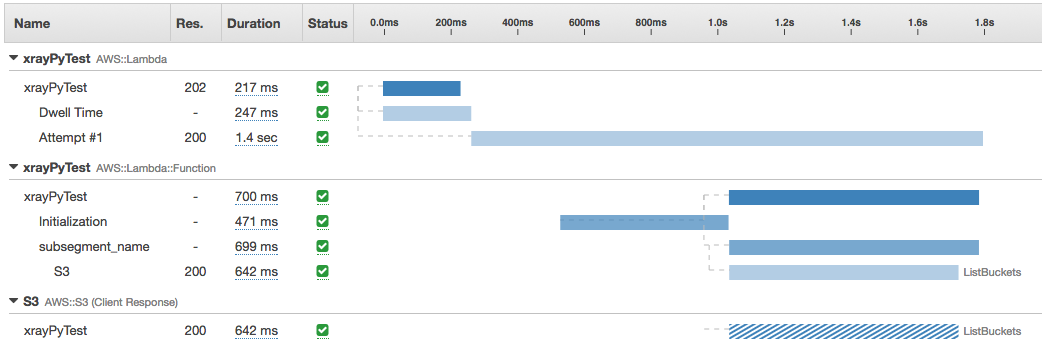 Name Res. Duration Status 0.0ms 200ms 400ms 600ms 800ms 1.0s 1.2s 1.4s 1.6s 1.8s
xrayPyTest AWS::Lambda
xrayPyTest 202 217 ms
Dwell Time - 247 ms
Attempt #1 200 1.4 sec
xrayPyTest AWS::Lambda::Function
xrayPyTest - 700 ms
Initialization - 471 ms
subsegment_name - 699 ms
S3 200 642 ms ListBuckets
S3 AWS::S3 (Client Response)
xrayPyTest 200 642 ms ListBuckets